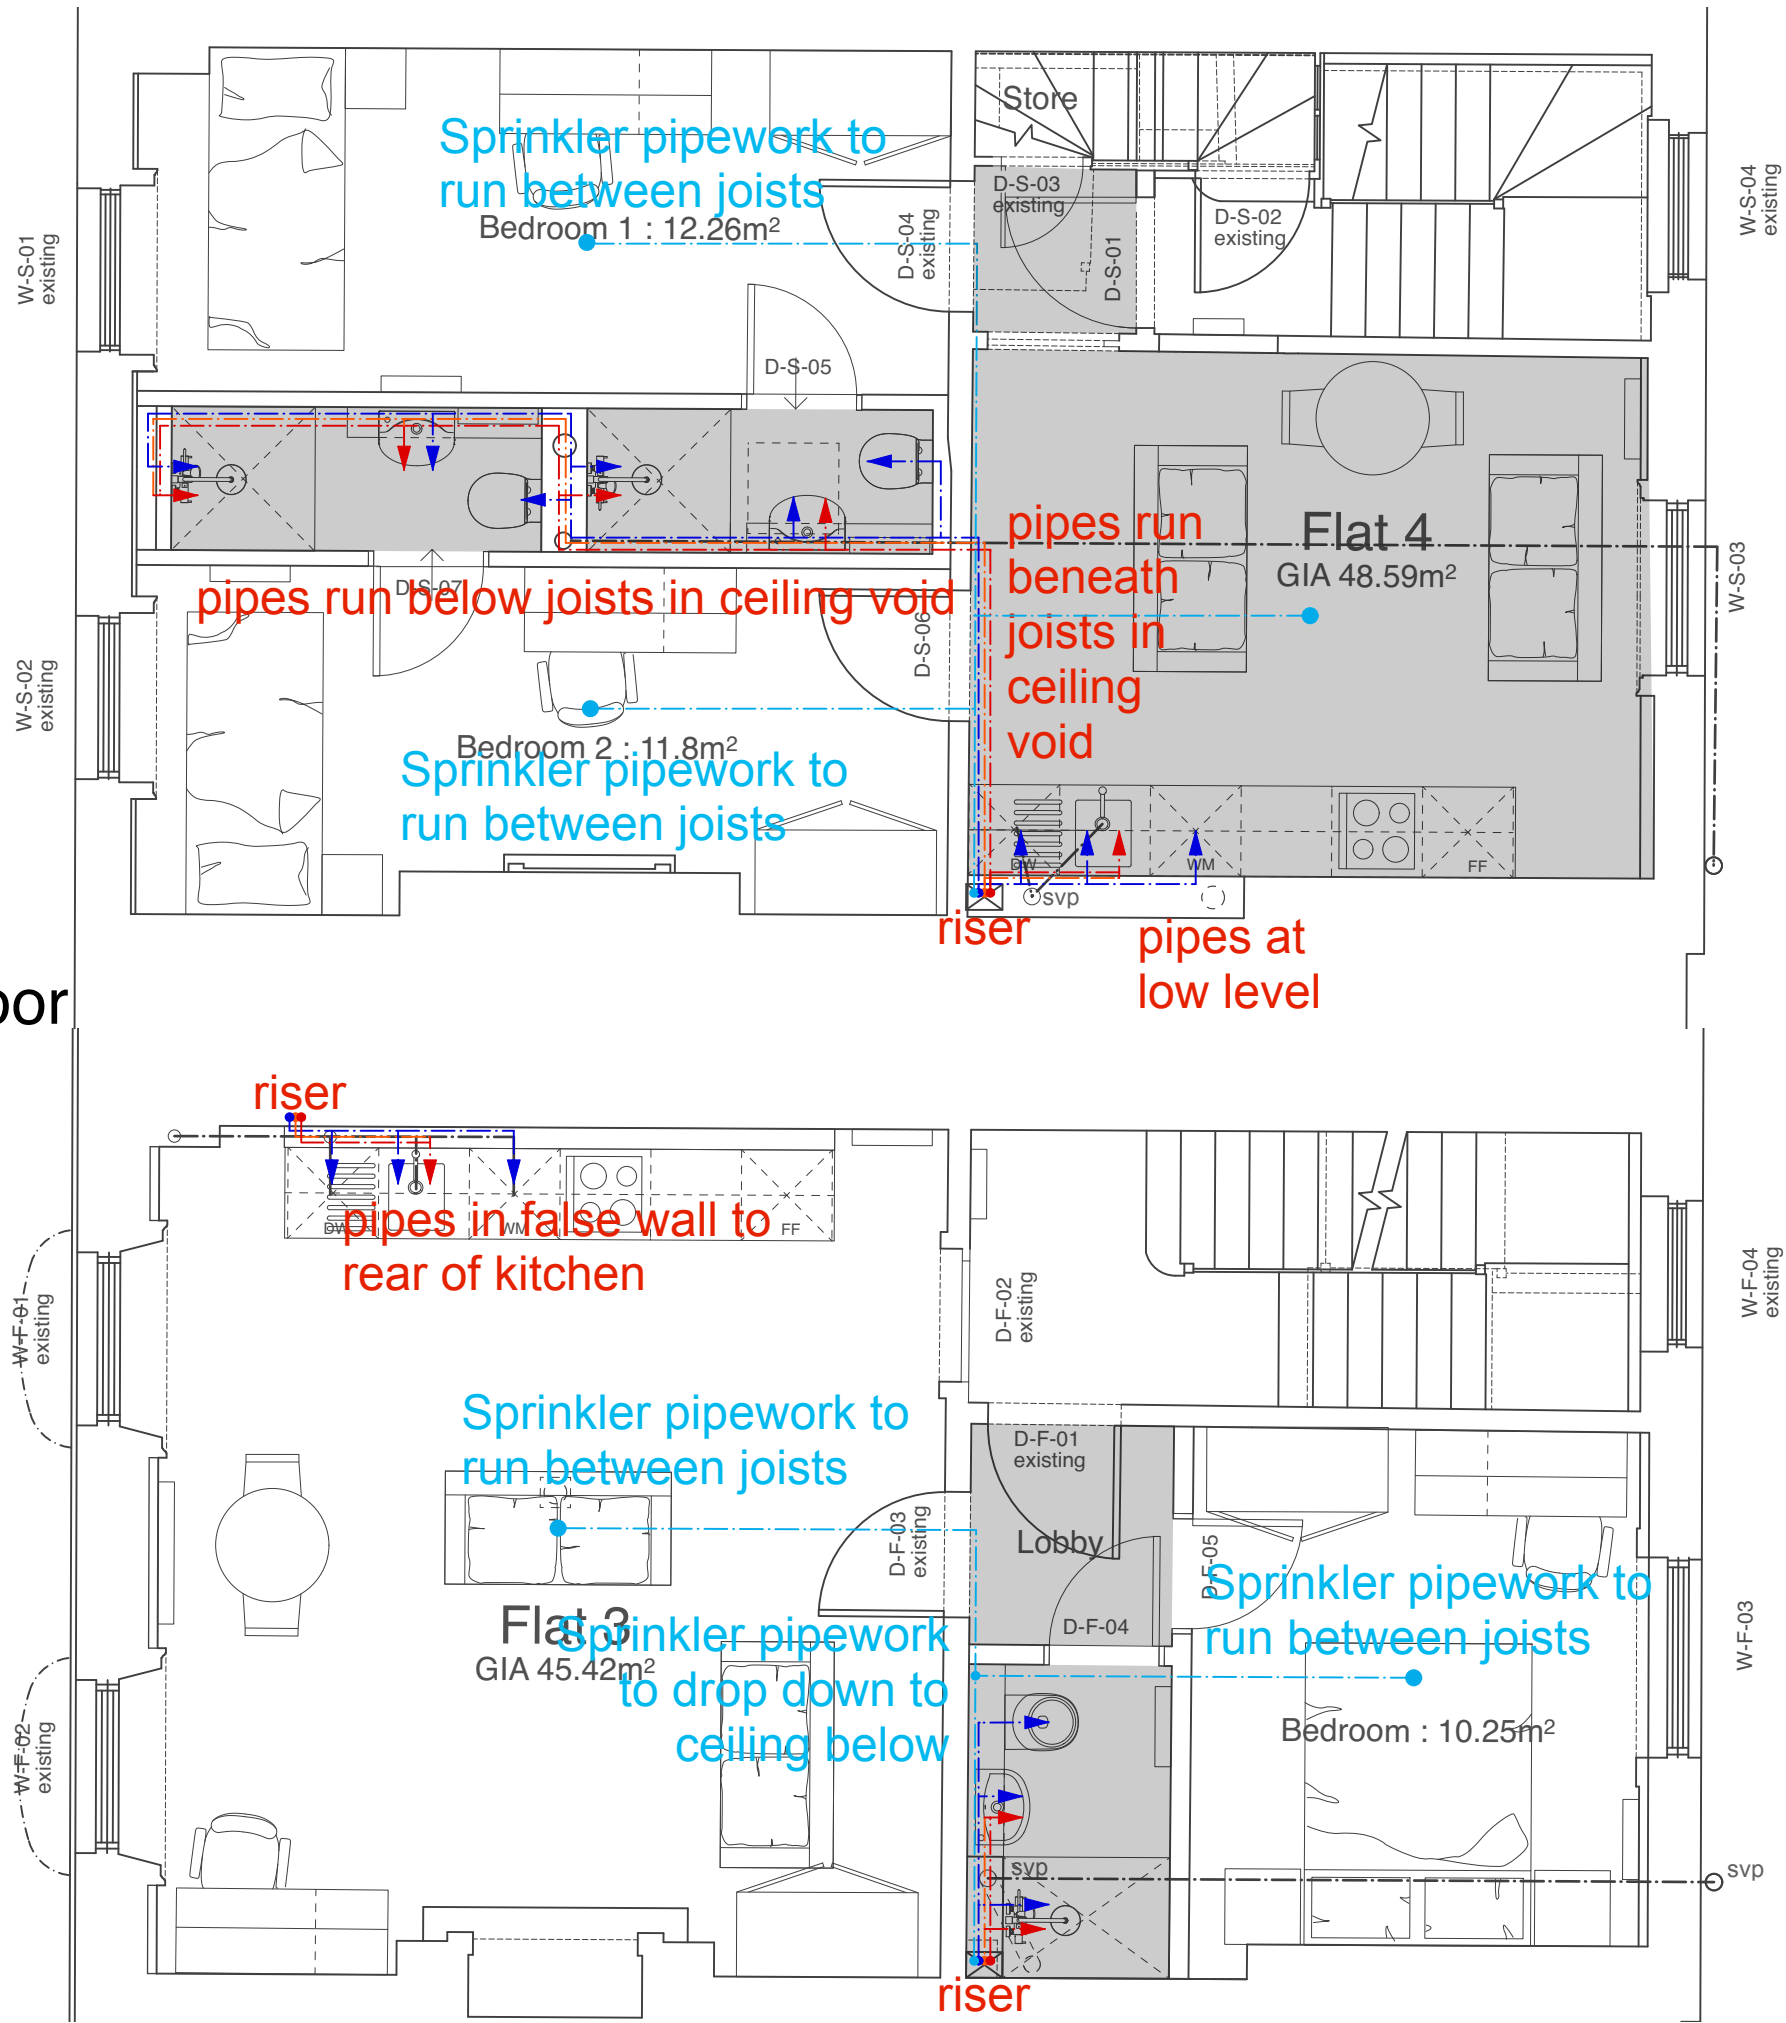 Store
Sprinkler pipework to
run between joists
Bedroom 1 : 12.26m²
D-S-03
existing
D-S-04
existing
D-S-02
existing
D-S-01
W-S-01
existing
W-S-04
existing
D-S-05
pipes run
beneath
joists in
ceiling
void
Flat 4
GIA 48.59m²
W-S-03
D-S-07
pipes run below joists in ceiling void
D-S-06
W-S-02
existing
Bedroom 2 : 11.8m²
Sprinkler pipework to
run between joists
DW
WM
FF
svp
riser
pipes at
low level
oor
riser
DW
WM
FF
pipes in false wall to
rear of kitchen
W-F-01
existing
D-F-02
existing
W-F-04
existing
Sprinkler pipework to
run between joists
D-F-01
existing
D-F-03
existing
Lobby
D-F-05
Sprinkler pipework to
run between joists
D-F-04
W-F-03
Flat 3
GIA 45.42m²
Sprinkler pipework
to drop down to
ceiling below
W-F-02
existing
Bedroom : 10.25m²
svp
svp
riser